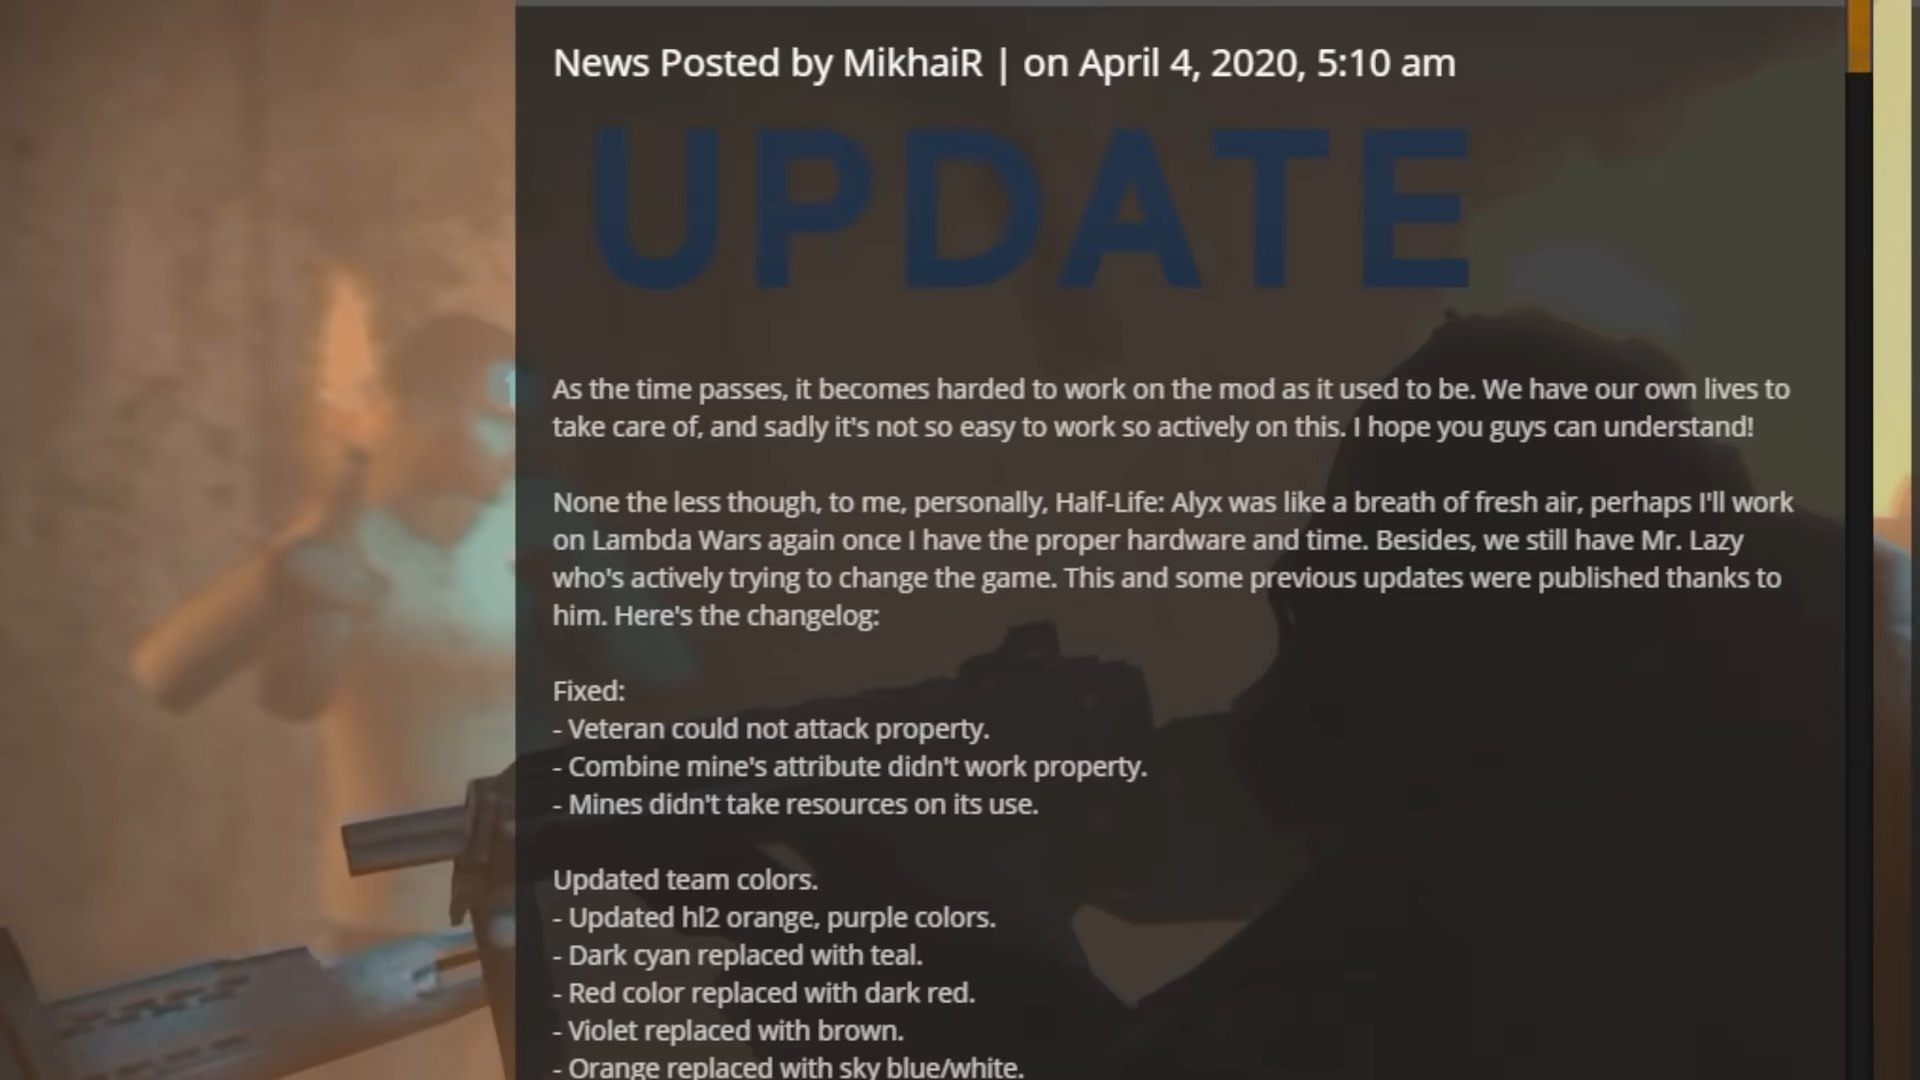 News Posted by MikhaiR | on April 4, 2020, 5:10 am
UPDATE
As the time passes, it becomes harded to work on the mod as it used to be. We have our own lives to
take care of, and sadly it's not so easy to work so actively on this. I hope you guys can understand!
None the less though, to me, personally, Half-Life: Alyx was like a breath of fresh air, perhaps I'll work
on Lambda Wars again once I have the proper hardware and time. Besides, we still have Mr. Lazy
who's actively trying to change the game. This and some previous updates were published thanks to
him. Here's the changelog:
Fixed:
- Veteran could not attack property.
- Combine mine's attribute didn't work property.
- Mines didn't take resources on its use.
Updated team colors.
- Updated hl2 orange, purple colors.
- Dark cyan replaced with teal.
- Red color replaced with dark red.
- Violet replaced with brown.
- Orange replaced with sky blue/white.